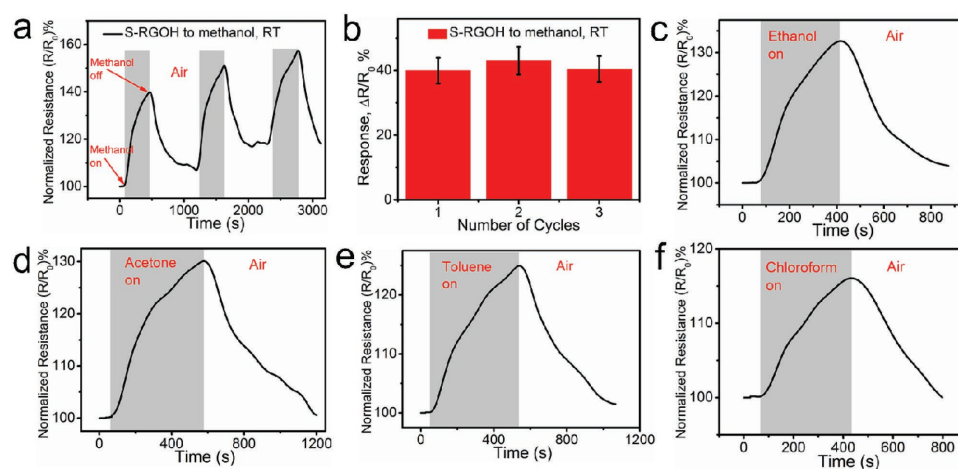 a
Normalized Resistance (R/R₀)%
160
140
120
100
S-RGOH to methanol, RT
Methanol
off
Air
Methanol
on
0 1000 2000 3000
Time (s)
b
Response, ΔR/R₀ %
60
40
20
0
S-RGOH to methanol, RT
1 2 3
Number of Cycles
c
Normalized Resistance (R/R₀)%
140
130
120
110
100
Ethanol
on
Air
0 200 400 600 800
Time (s)
d
Normalized Resistance (R/R₀)%
130
120
110
100
Acetone
on
Air
0 400 800 1200
Time (s)
e
Normalized Resistance (R/R₀)%
120
110
100
Toluene
on
Air
0 400 800 1200
Time (s)
f
Normalized Resistance (R/R₀)%
120
110
100
Chloroform
on
Air
0 200 400 600 800
Time (s)